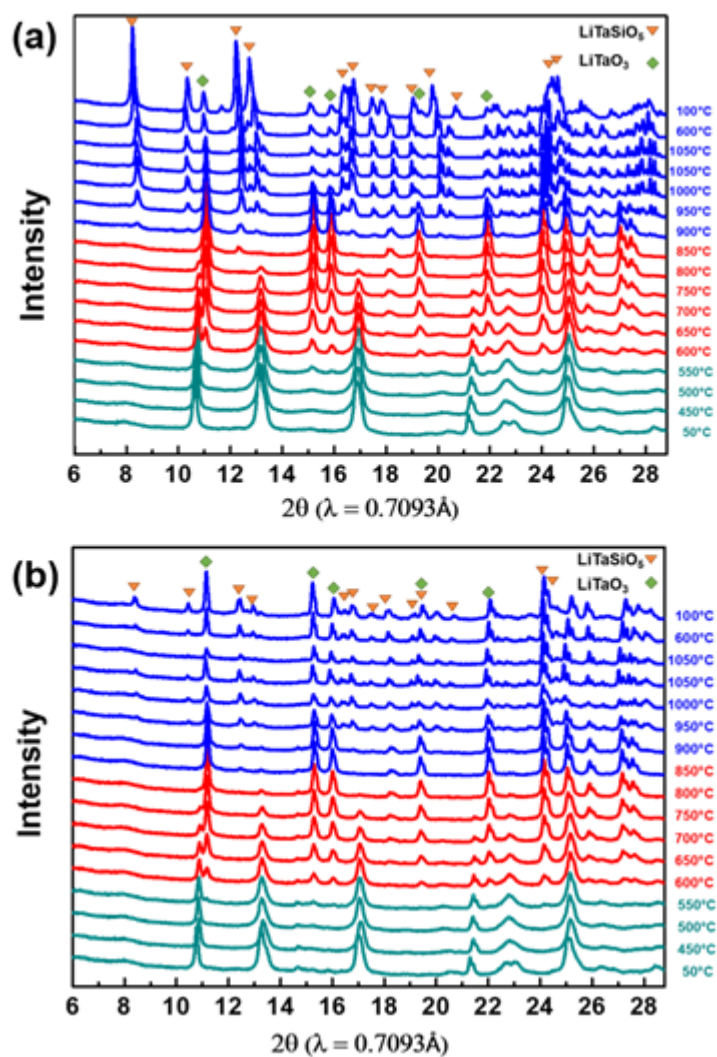 (a)
LiTaSiO₅
LiTaO₃
Intensity
100°C
600°C
1050°C
1050°C
1000°C
950°C
900°C
850°C
800°C
750°C
700°C
650°C
600°C
550°C
500°C
450°C
50°C
6 8 10 12 14 16 18 20 22 24 26 28
2θ (λ = 0.7093Å)
(b)
LiTaSiO₅
LiTaO₃
Intensity
100°C
600°C
1050°C
1050°C
1000°C
950°C
900°C
850°C
800°C
750°C
700°C
650°C
600°C
550°C
500°C
450°C
50°C
6 8 10 12 14 16 18 20 22 24 26 28
2θ (λ = 0.7093Å)